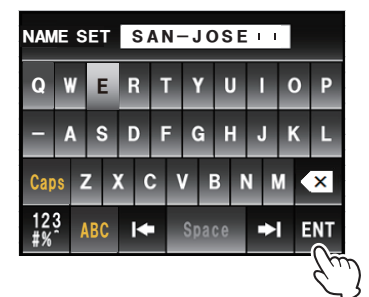 NAME SET SAN-JOSE
Q W E R T Y U I O P
- A S D F G H J K L
Caps Z X C V B N M
123 #%^ ABC Space ENT